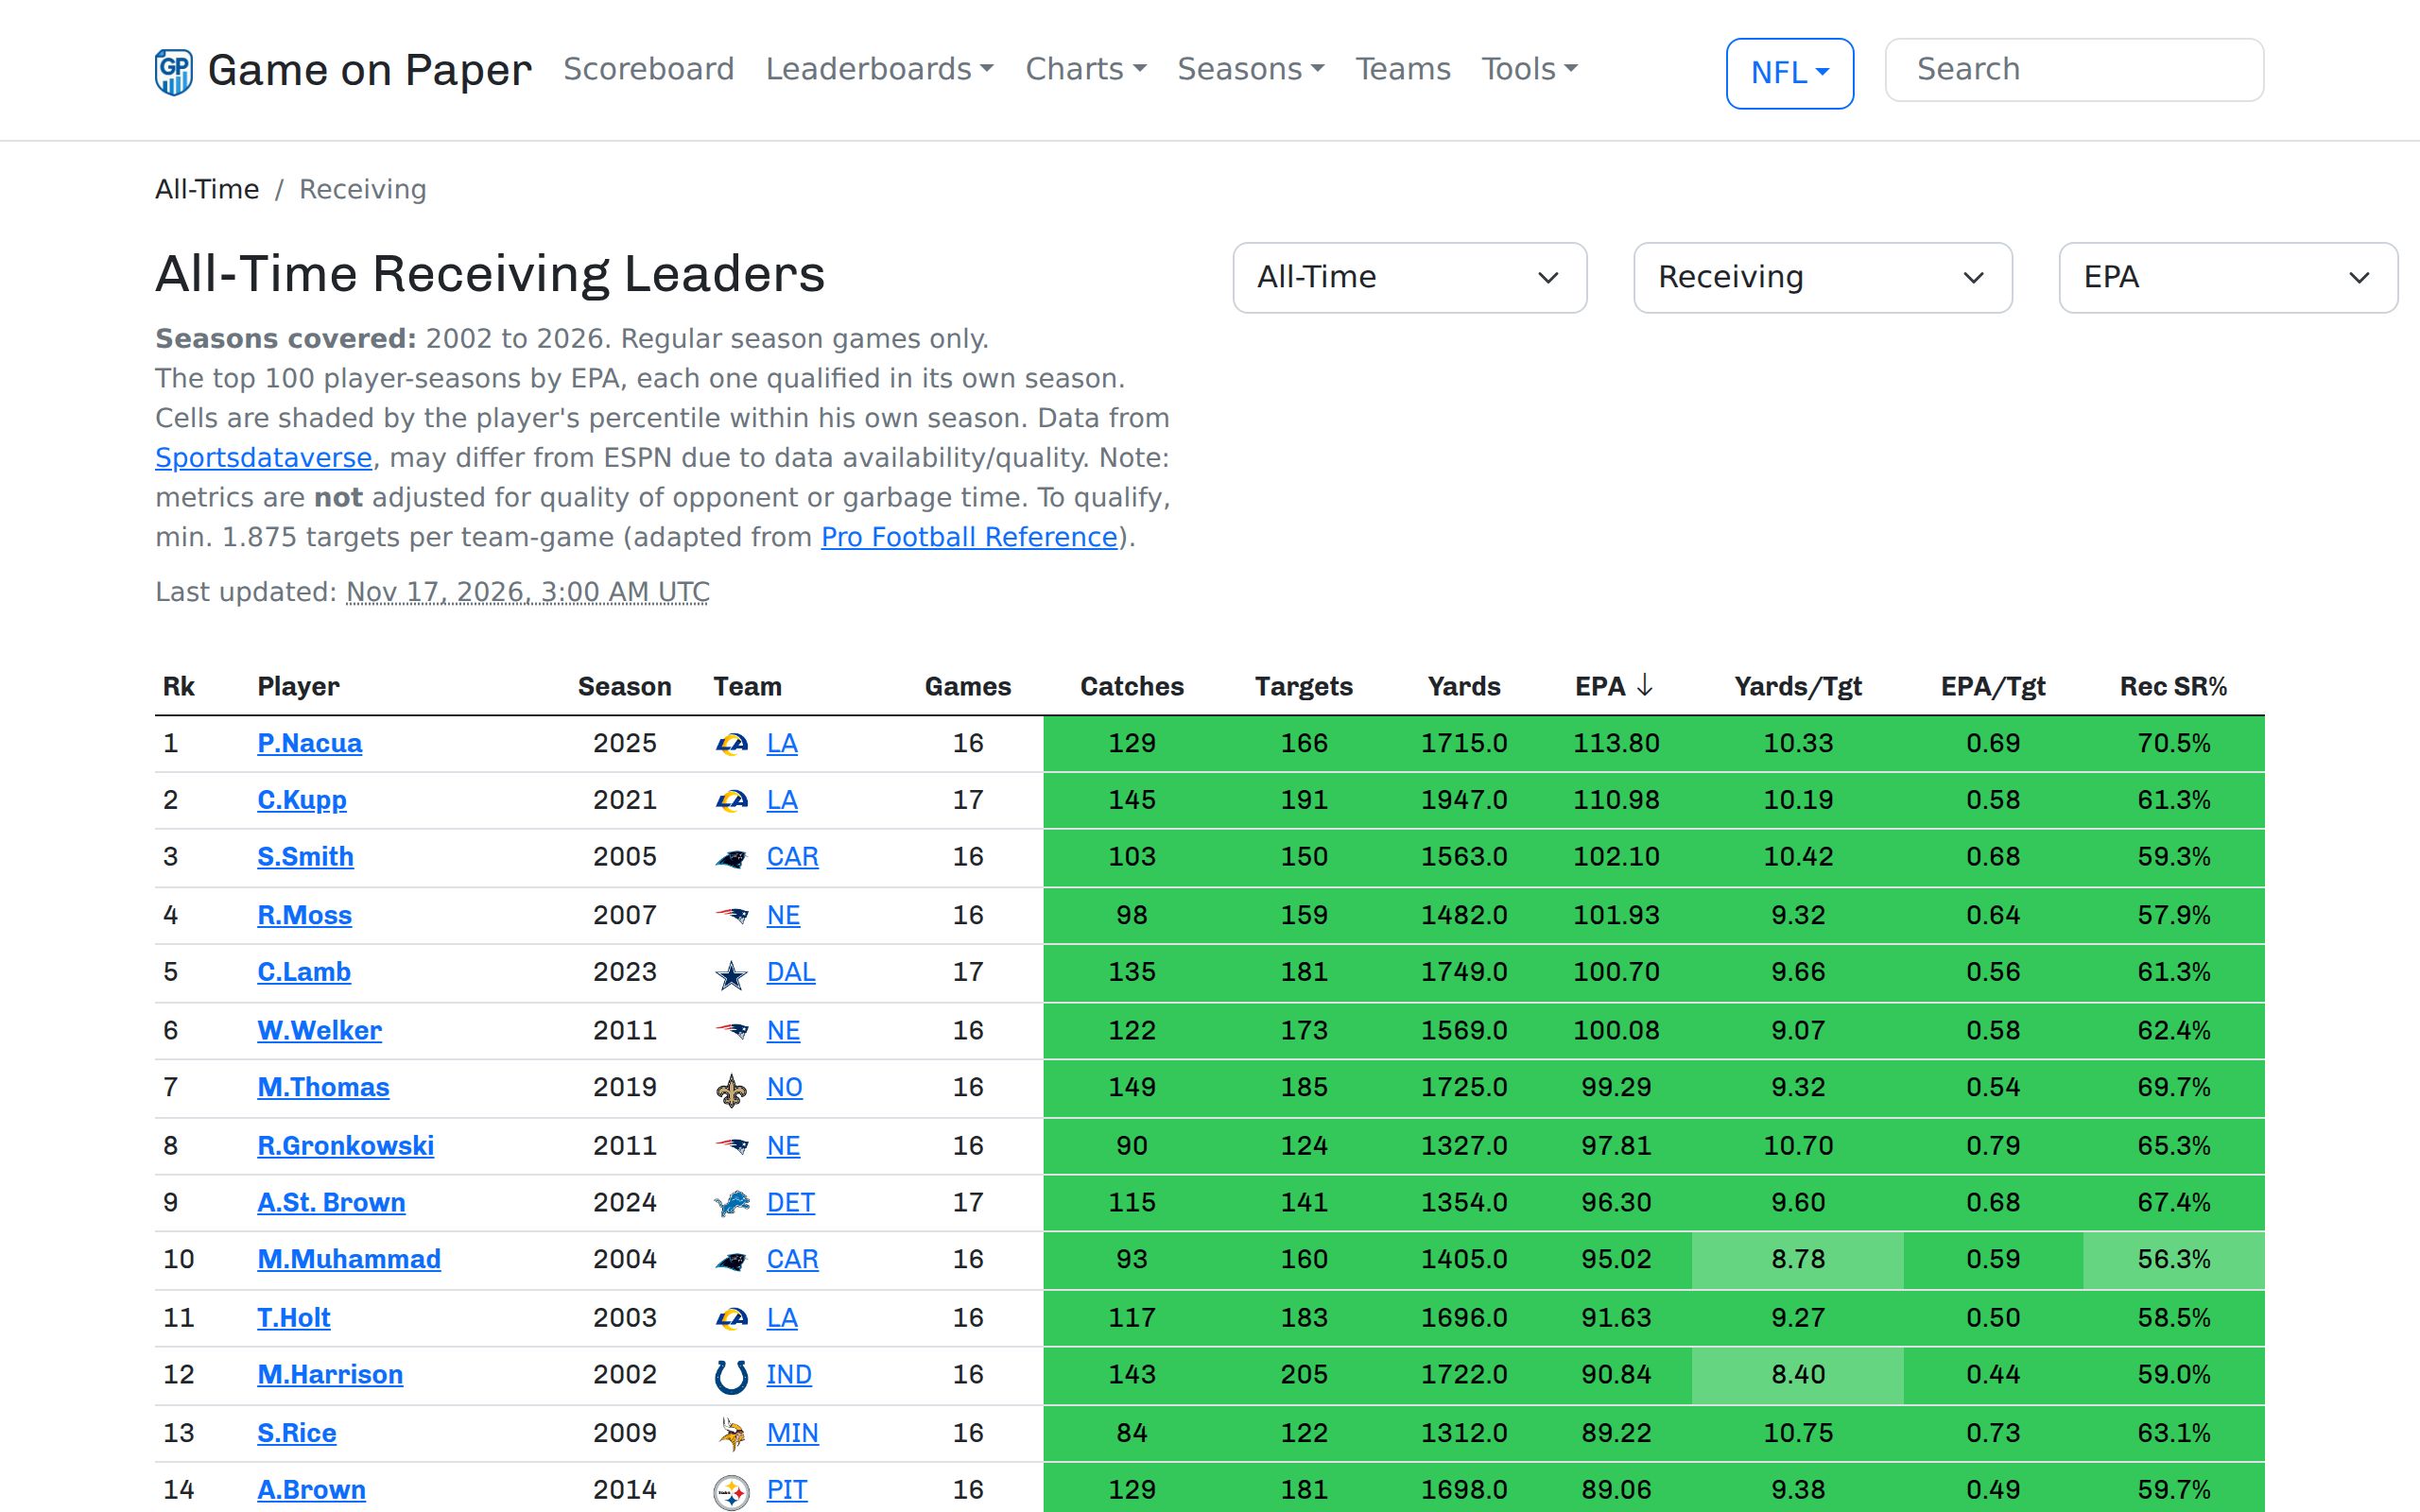 GP Game on Paper Scoreboard Leaderboards Charts Seasons Teams Tools NFL Search
All-Time / Receiving
All-Time Receiving Leaders All-Time Receiving EPA
Seasons covered: 2002 to 2026. Regular season games only.
The top 100 player-seasons by EPA, each one qualified in its own season.
Cells are shaded by the player's percentile within his own season. Data from
Sportsdataverse, may differ from ESPN due to data availability/quality. Note:
metrics are not adjusted for quality of opponent or garbage time. To qualify,
min. 1.875 targets per team-game (adapted from Pro Football Reference).
Last updated: Nov 17, 2026, 3:00 AM UTC
Rk Player Season Team Games Catches Targets Yards EPA ↓ Yards/Tgt EPA/Tgt Rec SR%
1 P.Nacua 2025 LA 16 129 166 1715.0 113.80 10.33 0.69 70.5%
2 C.Kupp 2021 LA 17 145 191 1947.0 110.98 10.19 0.58 61.3%
3 S.Smith 2005 CAR 16 103 150 1563.0 102.10 10.42 0.68 59.3%
4 R.Moss 2007 NE 16 98 159 1482.0 101.93 9.32 0.64 57.9%
5 C.Lamb 2023 DAL 17 135 181 1749.0 100.70 9.66 0.56 61.3%
6 W.Welker 2011 NE 16 122 173 1569.0 100.08 9.07 0.58 62.4%
7 M.Thomas 2019 NO 16 149 185 1725.0 99.29 9.32 0.54 69.7%
8 R.Gronkowski 2011 NE 16 90 124 1327.0 97.81 10.70 0.79 65.3%
9 A.St. Brown 2024 DET 17 115 141 1354.0 96.30 9.60 0.68 67.4%
10 M.Muhammad 2004 CAR 16 93 160 1405.0 95.02 8.78 0.59 56.3%
11 T.Holt 2003 LA 16 117 183 1696.0 91.63 9.27 0.50 58.5%
12 M.Harrison 2002 IND 16 143 205 1722.0 90.84 8.40 0.44 59.0%
13 S.Rice 2009 MIN 16 84 122 1312.0 89.22 10.75 0.73 63.1%
14 A.Brown 2014 PIT 16 129 181 1698.0 89.06 9.38 0.49 59.7%